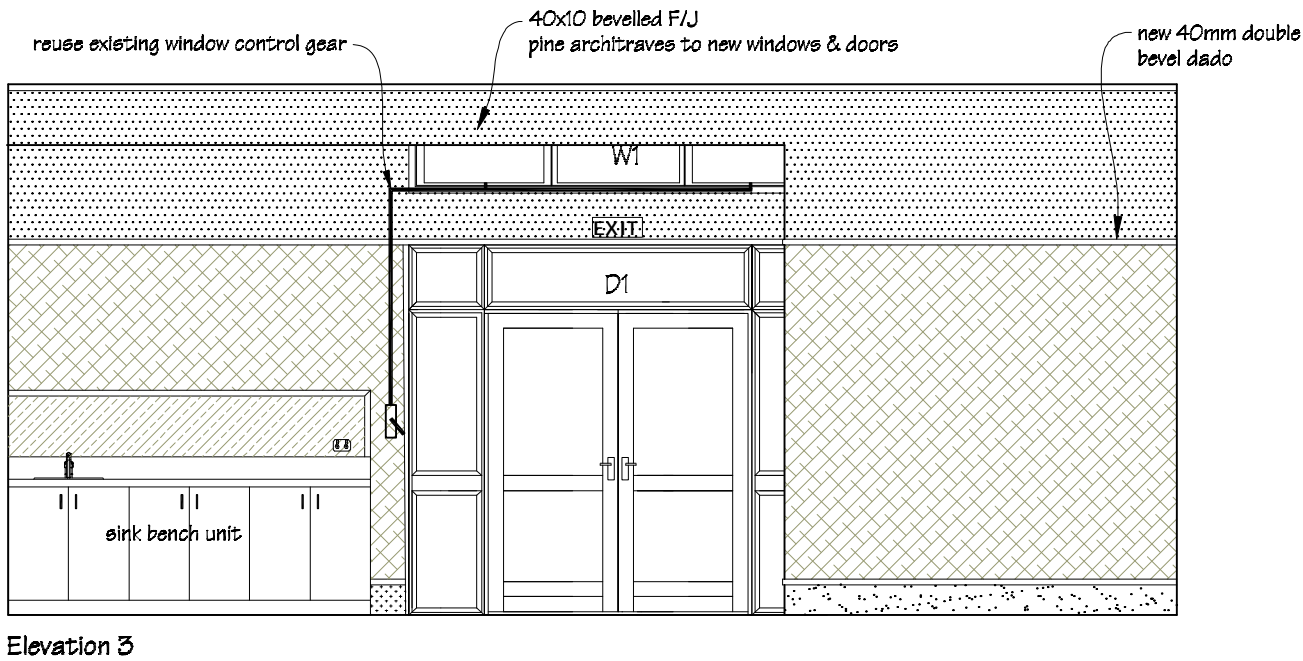 40x10 bevelled F/J
pine architraves to new windows & doors
reuse existing window control gear
new 40mm double
bevel dado
W1
EXIT
D1
sink bench unit
Elevation 3